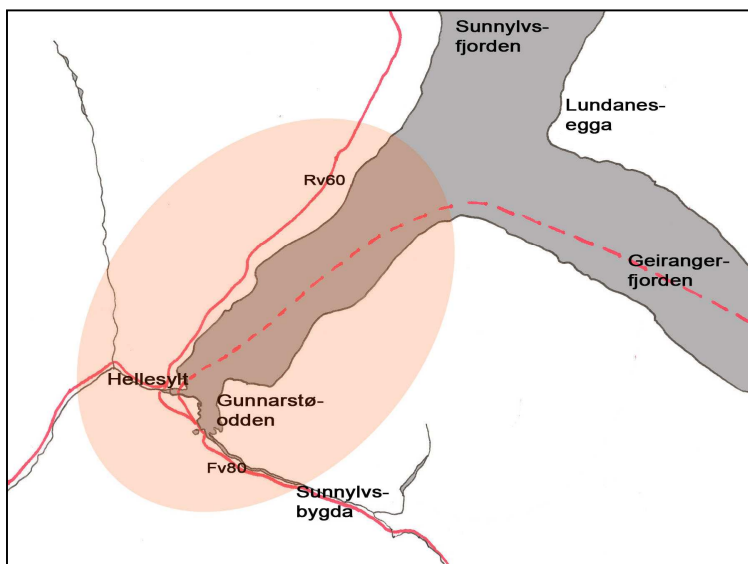 Sunnylvs-
fjorden
Lundanes-
egga
Rv60
Geiranger-
fjorden
Hellesylt
Gunnarstø-
odden
Fv80
Sunnylvs-
bygda